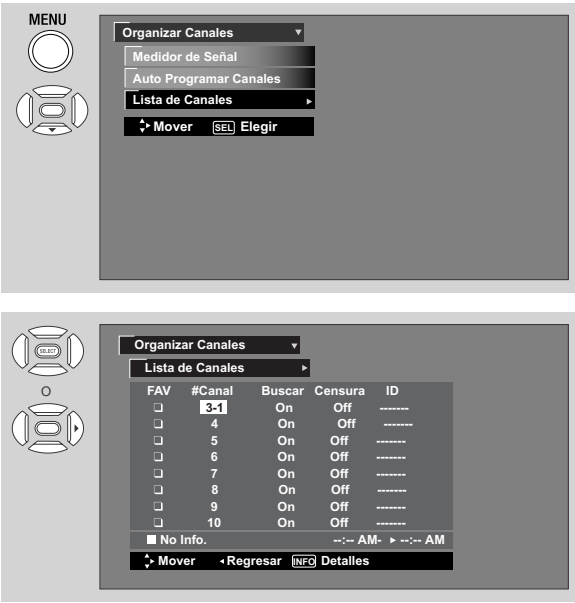 MENU
Organizar Canales ▼
Medidor de Señal
Auto Programar Canales
Lista de Canales ▶
Mover SEL Elegir
SELECT
O
Organizar Canales ▼
Lista de Canales ▶
FAV #Canal Buscar Censura ID
❏ 3-1 On Off -------
❏ 4 On Off -------
❏ 5 On Off -------
❏ 6 On Off -------
❏ 7 On Off -------
❏ 8 On Off -------
❏ 9 On Off -------
❏ 10 On Off -------
■ No Info. --:-- AM- ▶ --:-- AM
Mover ◀Regresar INFO Detalles